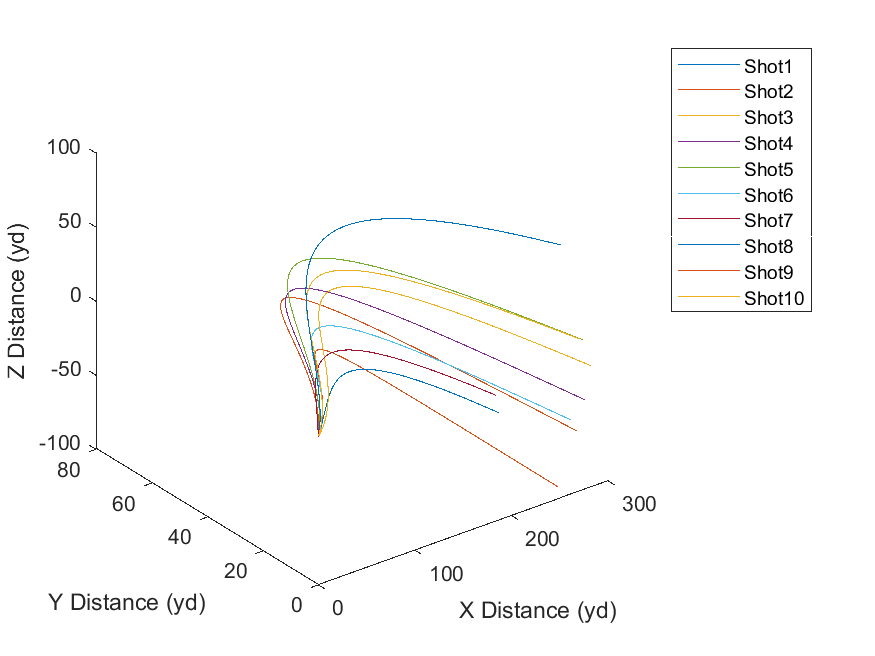 Shot1
Shot2
Shot3
Shot4
Shot5
Shot6
Shot7
Shot8
Shot9
Shot10
100
50
0
-50
-100
Z Distance (yd)
80
60
40
20
0
Y Distance (yd)
0
100
200
300
X Distance (yd)